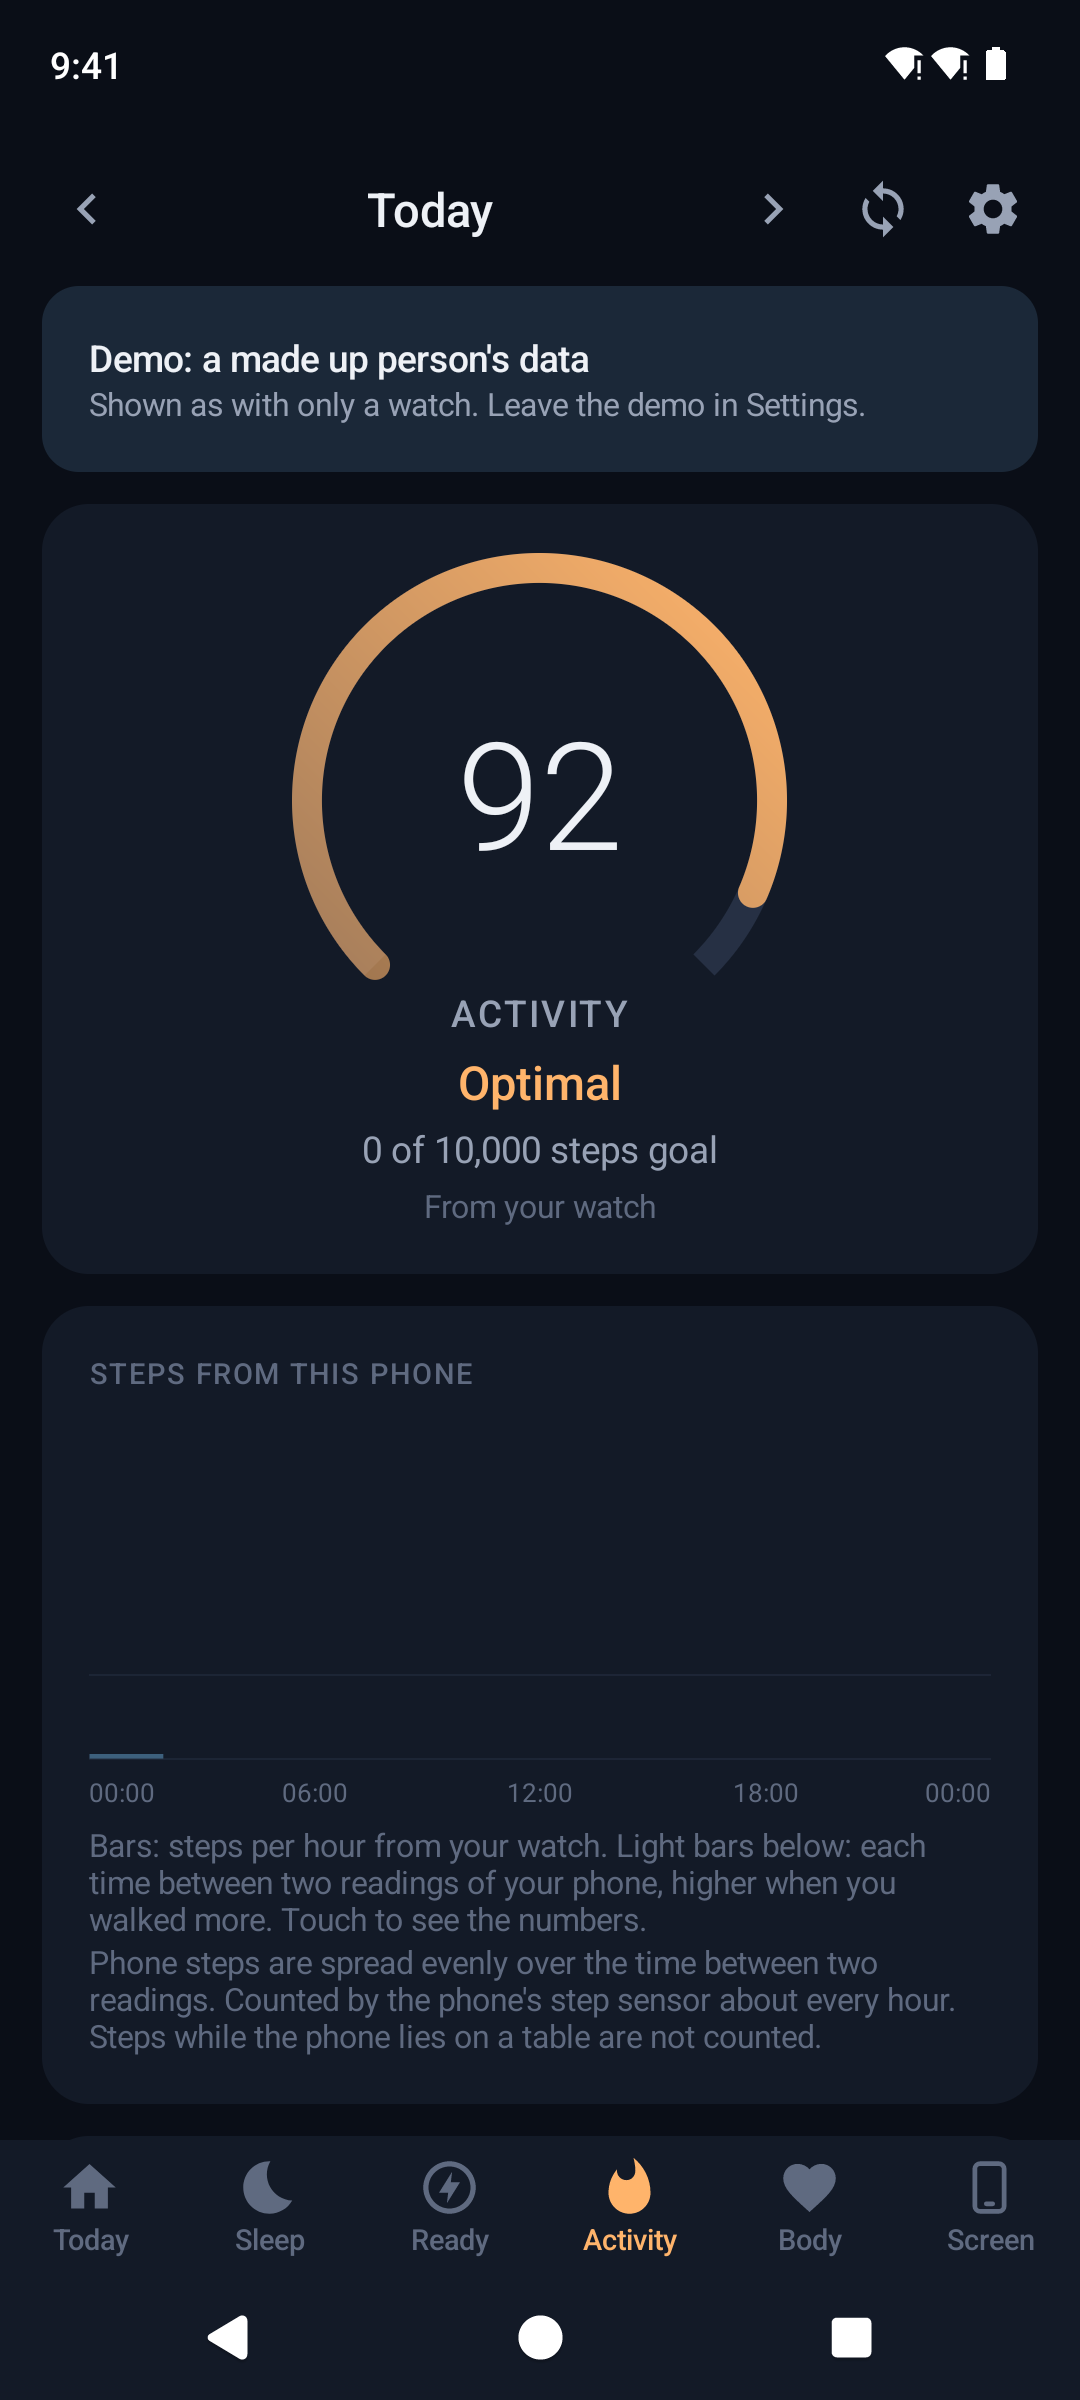 9:41
Today
Demo: a made up person's data
Shown as with only a watch. Leave the demo in Settings.
92
ACTIVITY
Optimal
0 of 10,000 steps goal
From your watch
STEPS FROM THIS PHONE
00:00 06:00 12:00 18:00 00:00
Bars: steps per hour from your watch. Light bars below: each
time between two readings of your phone, higher when you
walked more. Touch to see the numbers.
Phone steps are spread evenly over the time between two
readings. Counted by the phone's step sensor about every hour.
Steps while the phone lies on a table are not counted.
Today Sleep Ready Activity Body Screen